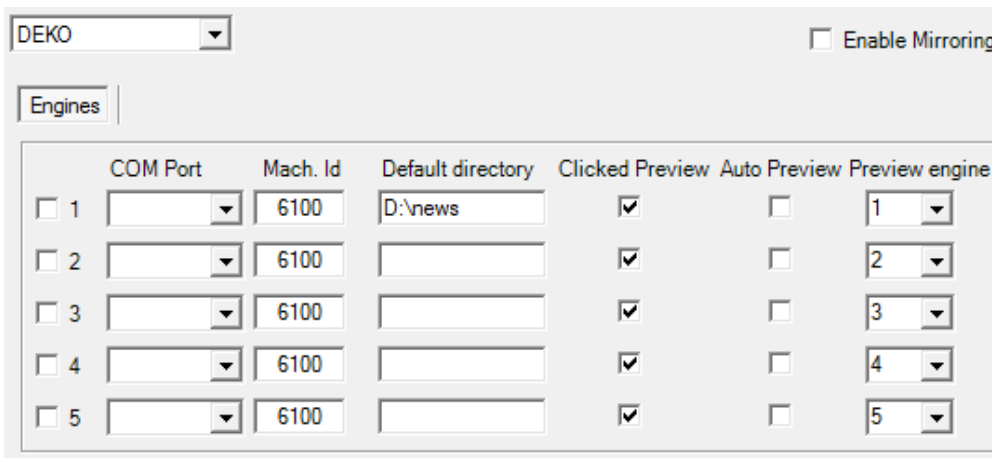 DEKO
Enable Mirroring
Engines
COM Port Mach. Id Default directory Clicked Preview Auto Preview Preview engine
1 6100 D:\news 1
2 6100 2
3 6100 3
4 6100 4
5 6100 5